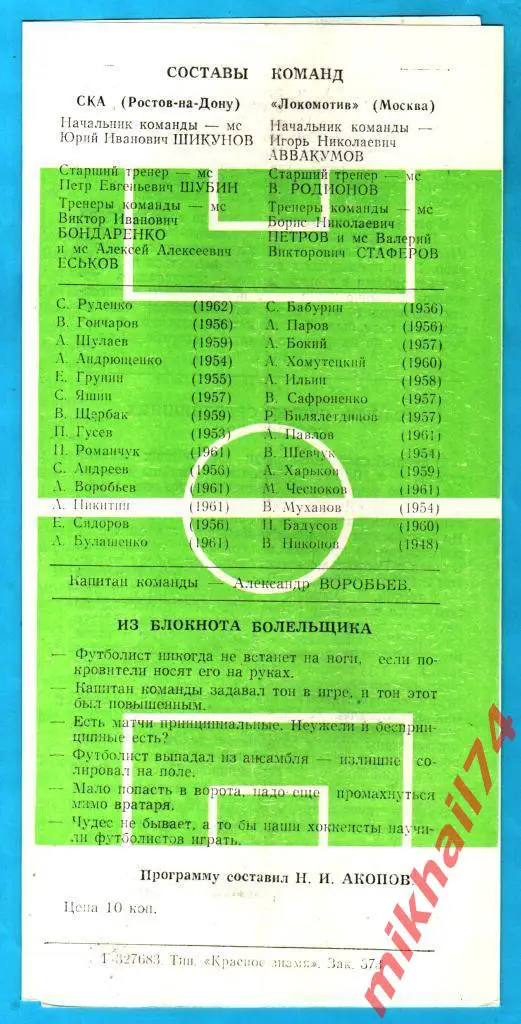 СОСТАВЫ КОМАНД
СКА (Ростов-на-Дону)
Начальник команды — мс
Юрий Иванович ШИКУНОВ
Старший тренер — мс
Петр Евгеньевич ШУБИН
Тренеры команды — мс
Виктор Иванович
БОНДАРЕНКО
и мс Алексей Алексеевич
ЕСЬКОВ
«Локомотив» (Москва)
Начальник команды —
Игорь Николаевич
АВВАКУМОВ
Старший тренер — мс
В. РОДИОНОВ
Тренеры команды — мс
Борис Николаевич
ПЕТРОВ и мс Валерий
Викторович СТАФЕРОВ
С. Руденко (1962)
В. Гончаров (1956)
А. Шулаев (1959)
А. Андрющенко (1954)
Е. Грунин (1955)
С. Яшин (1957)
В. Щербак (1959)
П. Гусев (1953)
П. Романчук (1961)
С. Андреев (1956)
А. Воробьев (1961)
А. Никитин (1961)
Е. Сидоров (1956)
А. Булашенко (1961)
С. Бабурин (1956)
А. Паров (1956)
А. Бокий (1957)
А. Хомутецкий (1960)
А. Ильин (1958)
В. Сафроненко (1957)
Р. Билялетдинов (1957)
А. Павлов (1961)
В. Шевчук (1954)
А. Харьков (1959)
М. Чесноков (1961)
В. Муханов (1954)
Н. Бадусов (1960)
В. Никонов (1948)
Капитан команды — Александр ВОРОБЬЕВ.
ИЗ БЛОКНОТА БОЛЕЛЬЩИКА
— Футболист никогда не встанет на ноги, если по-
кровители носят его на руках.
— Капитан команды задавал тон в игре, и тон этот
был повышенным.
— Есть матчи принципиальные. Неужели и бесприн-
ципные есть?
— Футболист выпадал из ансамбля — излишне со-
лировал на поле.
— Мало попасть в ворота, надо еще промахнуться
мимо вратаря.
— Чудес не бывает, а то бы наши хоккеисты научи-
ли футболистов играть.
Программу составил Н. И. АКОПОВ.
Цена 10 коп.
Т-327683. Тип. «Красное знамя». Зак. 374
mikhail74